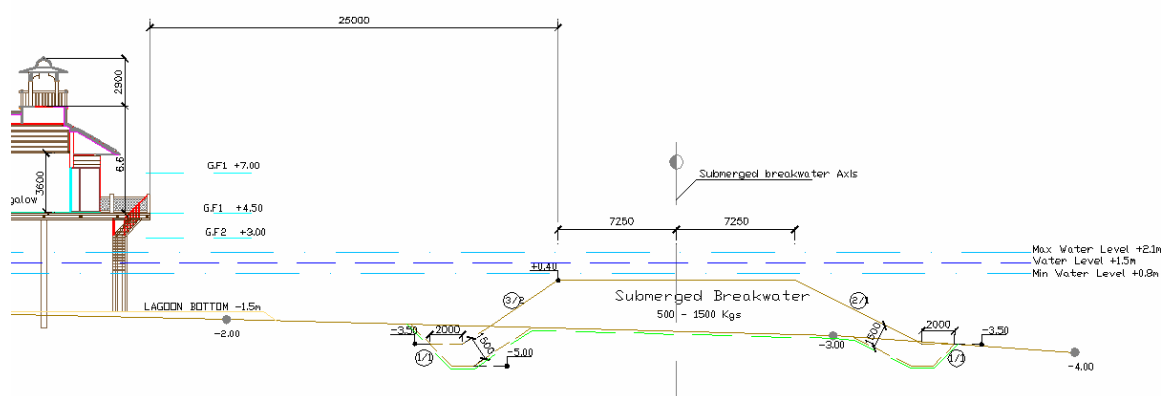 25000
2900
6.6
3600
galow
G.F1 +7.00
G.F1 +4.50
G.F2 +3.00
Submerged breakwater Axis
7250
7250
Max Water Level +2.1m
Water Level +1.5m
Min Water Level +0.8m
+0.40
3/2
Submerged Breakwater
500 - 1500 Kgs
2/1
LAGOON BOTTOM -1.5m
-2.00
-3.50
2000
1500
1/1
-5.00
-3.00
1500
2000
-3.50
1/1
-4.00